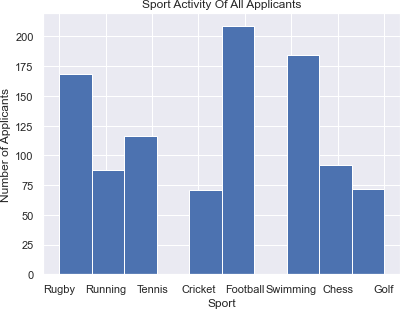 Sport Activity Of All Applicants
Number of Applicants
200
175
150
125
100
75
50
25
0
Rugby Running Tennis Cricket Football Swimming Chess Golf
Sport